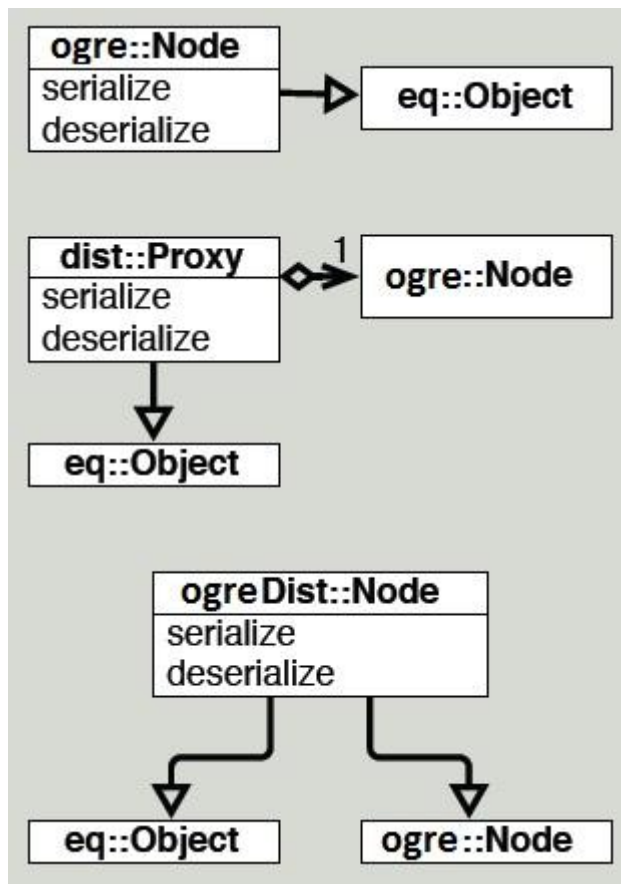 ogre::Node
serialize
deserialize
eq::Object
dist::Proxy
serialize
deserialize
1
ogre::Node
eq::Object
ogreDist::Node
serialize
deserialize
eq::Object
ogre::Node